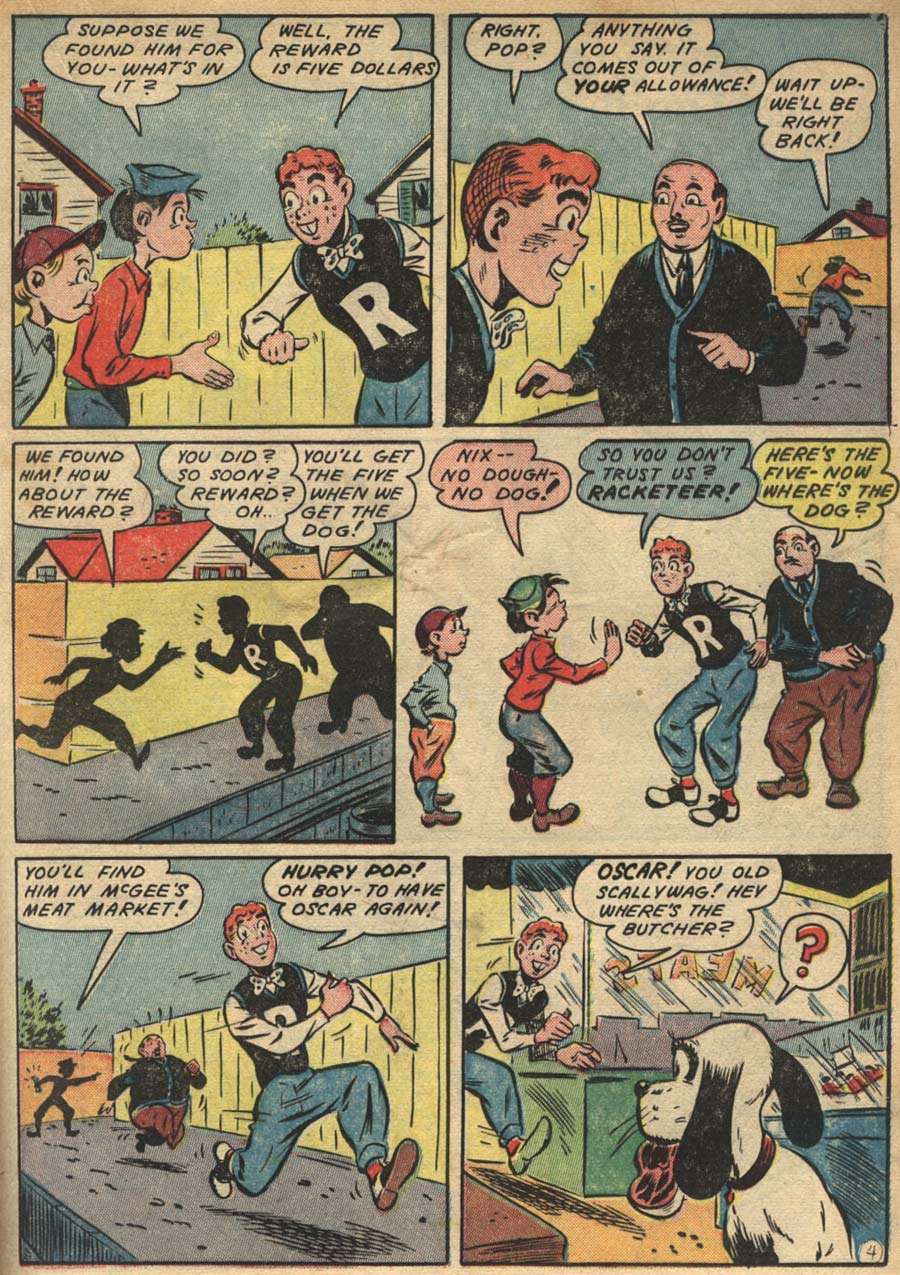 SUPPOSE WE
FOUND HIM FOR
YOU- WHAT'S IN
IT?
WELL, THE
REWARD
IS FIVE DOLLARS
R
RIGHT,
POP?
ANYTHING
YOU SAY. IT
COMES OUT OF
YOUR ALLOWANCE!
WAIT UP-
WE'LL BE
RIGHT
BACK!
WE FOUND
HIM! HOW
ABOUT THE
REWARD?
YOU DID?
SO SOON?
REWARD?
OH..
YOU'LL GET
THE FIVE
WHEN WE
GET THE
DOG!
R
NIX--
NO DOUGH-
NO DOG!
SO YOU DON'T
TRUST US?
RACKETEER!
HERE'S THE
FIVE- NOW
WHERE'S THE
DOG?
R
YOU'LL FIND
HIM IN McGEE'S
MEAT MARKET!
HURRY POP!
OH BOY- TO HAVE
OSCAR AGAIN!
R
OSCAR! YOU OLD
SCALLYWAG! HEY
WHERE'S THE
BUTCHER?
?
MEATS
4